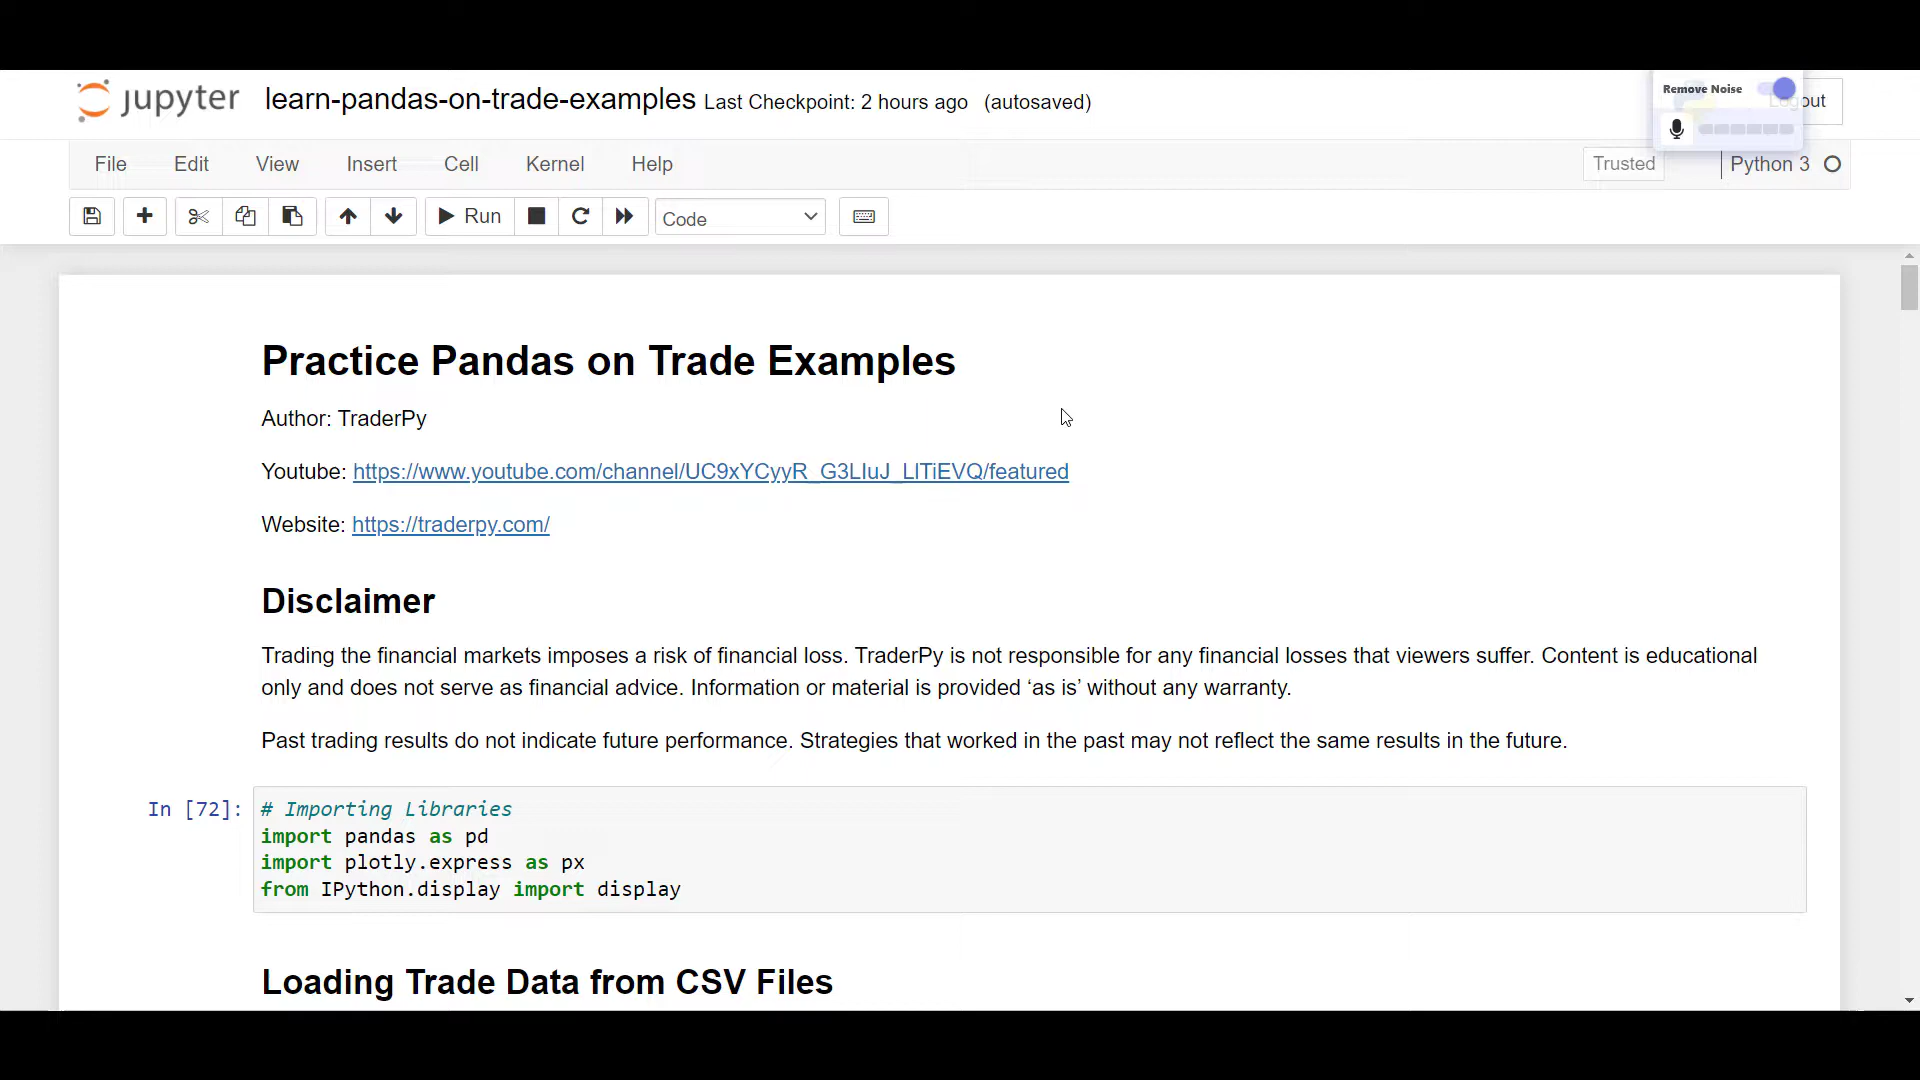 jupyter learn-pandas-on-trade-examples Last Checkpoint: 2 hours ago (autosaved)
Remove Noise
File Edit View Insert Cell Kernel Help Trusted Python 3
Run Code
Practice Pandas on Trade Examples
Author: TraderPy
Youtube: https://www.youtube.com/channel/UC9xYCyyR_G3LIuJ_LlTiEVQ/featured
Website: https://traderpy.com/
Disclaimer
Trading the financial markets imposes a risk of financial loss. TraderPy is not responsible for any financial losses that viewers suffer. Content is educational
only and does not serve as financial advice. Information or material is provided ‘as is’ without any warranty.
Past trading results do not indicate future performance. Strategies that worked in the past may not reflect the same results in the future.
In [72]: # Importing Libraries
import pandas as pd
import plotly.express as px
from IPython.display import display
Loading Trade Data from CSV Files